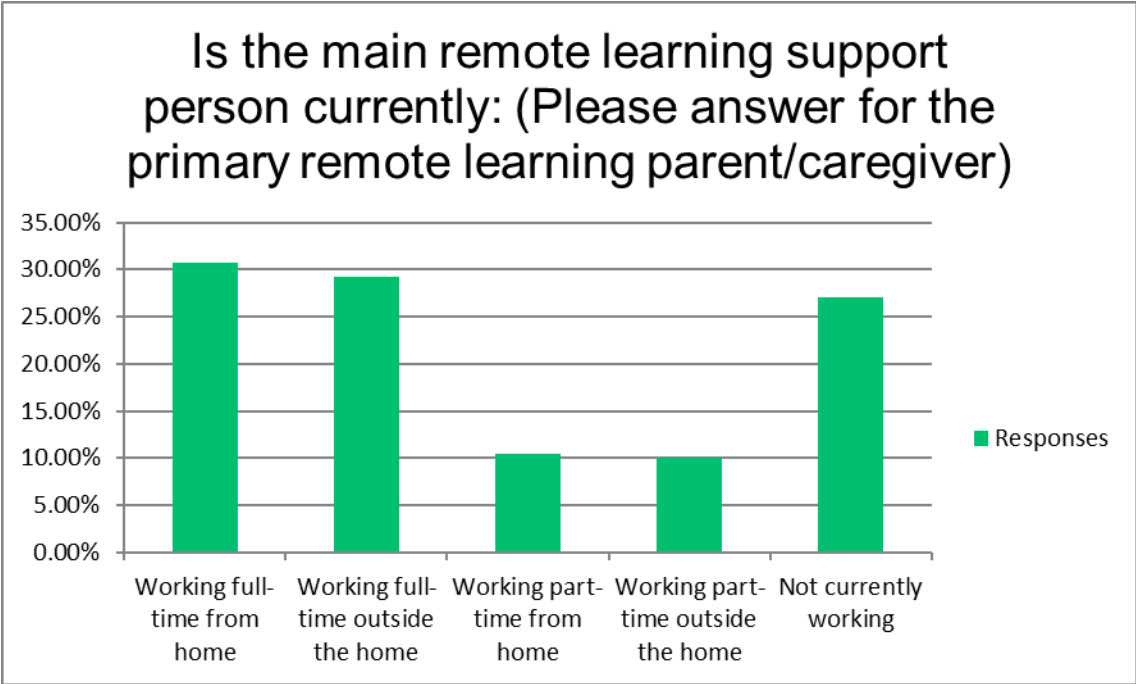 Is the main remote learning support
person currently: (Please answer for the
primary remote learning parent/caregiver)
35.00%
30.00%
25.00%
20.00%
15.00%
10.00%
5.00%
0.00%
Working full-
time from
home
Working full-
time outside
the home
Working part-
time from
home
Working part-
time outside
the home
Not currently
working
Responses